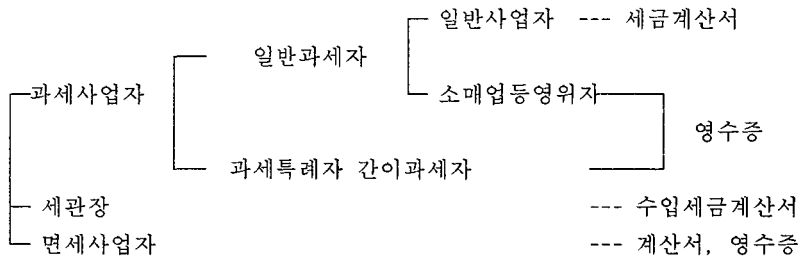 일반사업자 --- 세금계산서
일반과세자
과세사업자 소매업등영위자
영수증
과세특례자 간이과세자
세관장 --- 수입세금계산서
면세사업자 --- 계산서, 영수증